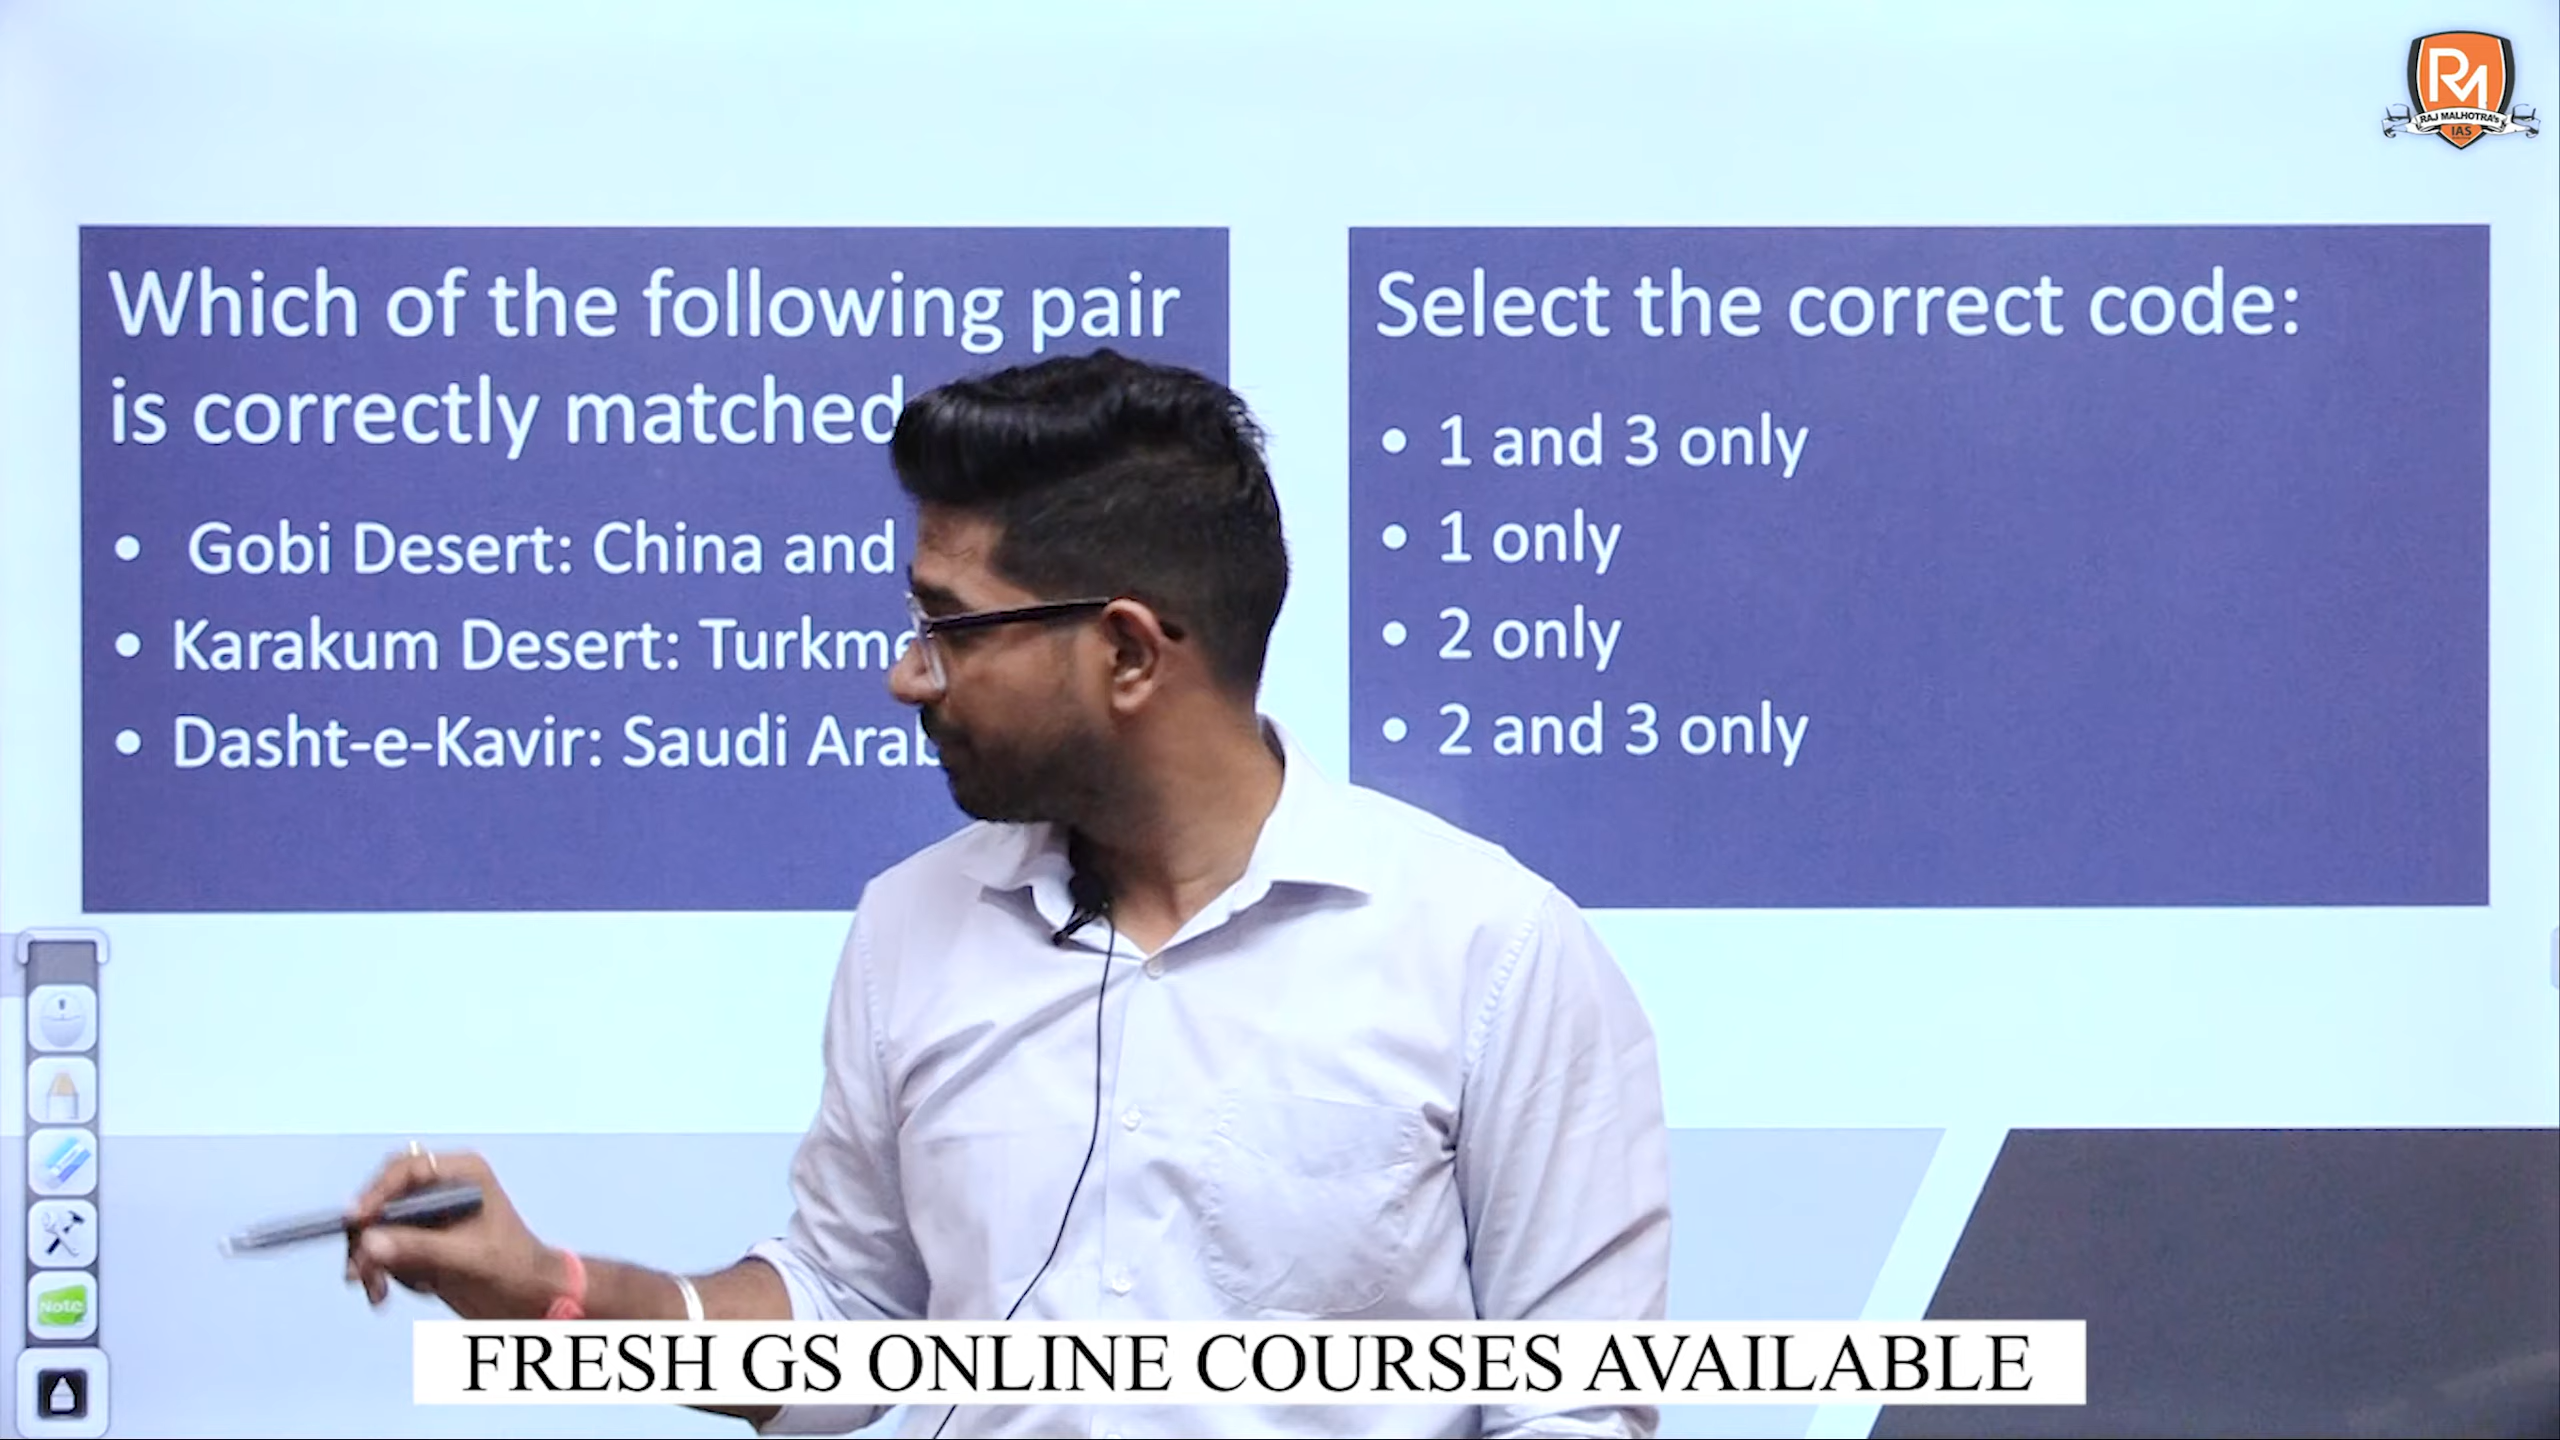 RM
RAJ MALHOTRA's
IAS
Which of the following pair
is correctly matched
• Gobi Desert: China and
• Karakum Desert: Turkme
• Dasht-e-Kavir: Saudi Arab
Select the correct code:
• 1 and 3 only
• 1 only
• 2 only
• 2 and 3 only
Note
FRESH GS ONLINE COURSES AVAILABLE